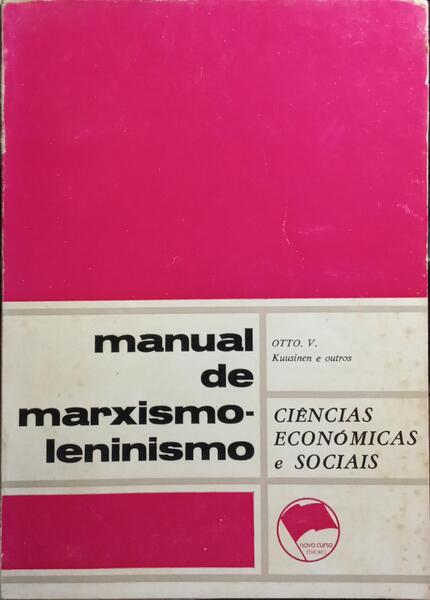 manual
de
marxismo-
leninismo
OTTO. V.
Kuusinen e outros
CIÊNCIAS
ECONÓMICAS
e SOCIAIS
novo curso
EDITORES